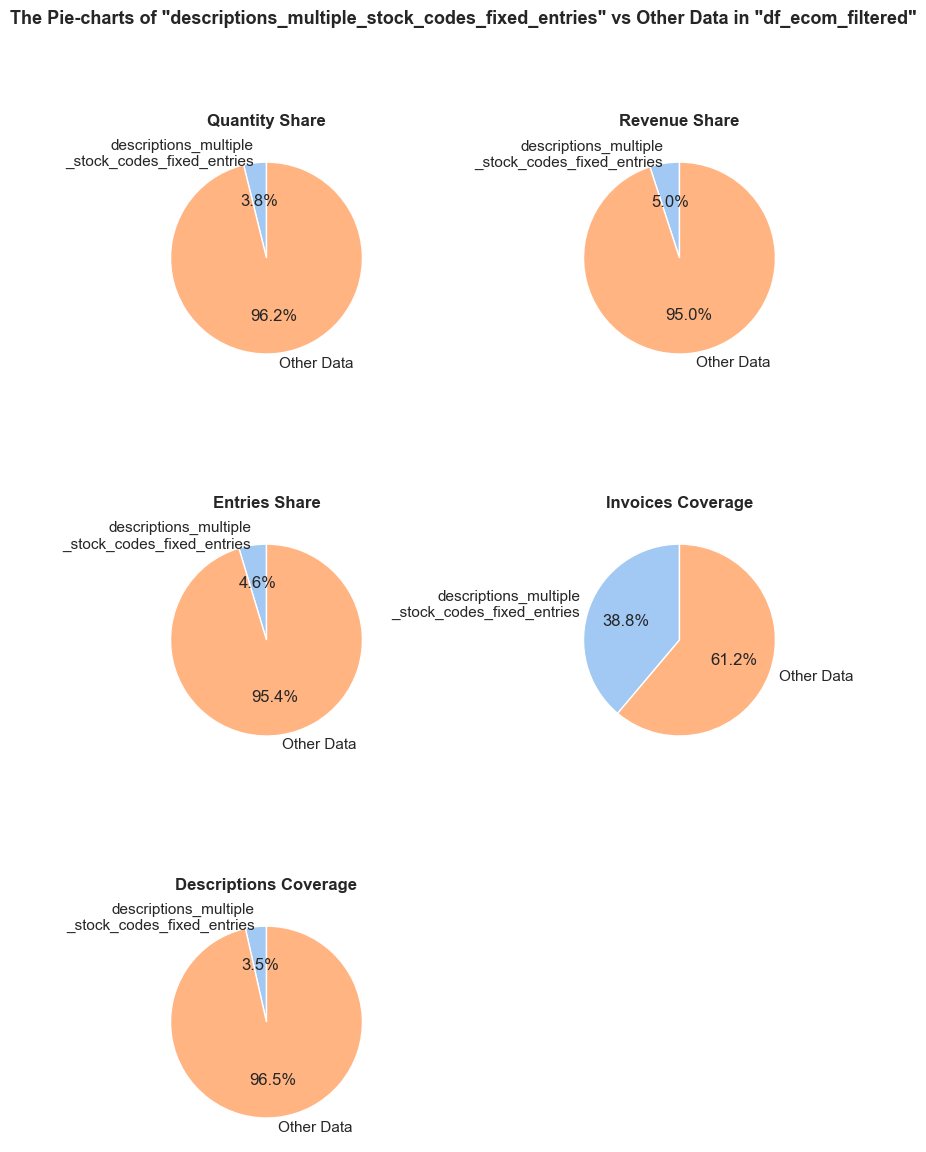 The Pie-charts of "descriptions_multiple_stock_codes_fixed_entries" vs Other Data in "df_ecom_filtered"
Quantity Share
descriptions_multiple
_stock_codes_fixed_entries
3.8%
96.2%
Other Data
Revenue Share
descriptions_multiple
_stock_codes_fixed_entries
5.0%
95.0%
Other Data
Entries Share
descriptions_multiple
_stock_codes_fixed_entries
4.6%
95.4%
Other Data
Invoices Coverage
descriptions_multiple
_stock_codes_fixed_entries
38.8%
61.2%
Other Data
Descriptions Coverage
descriptions_multiple
_stock_codes_fixed_entries
3.5%
96.5%
Other Data